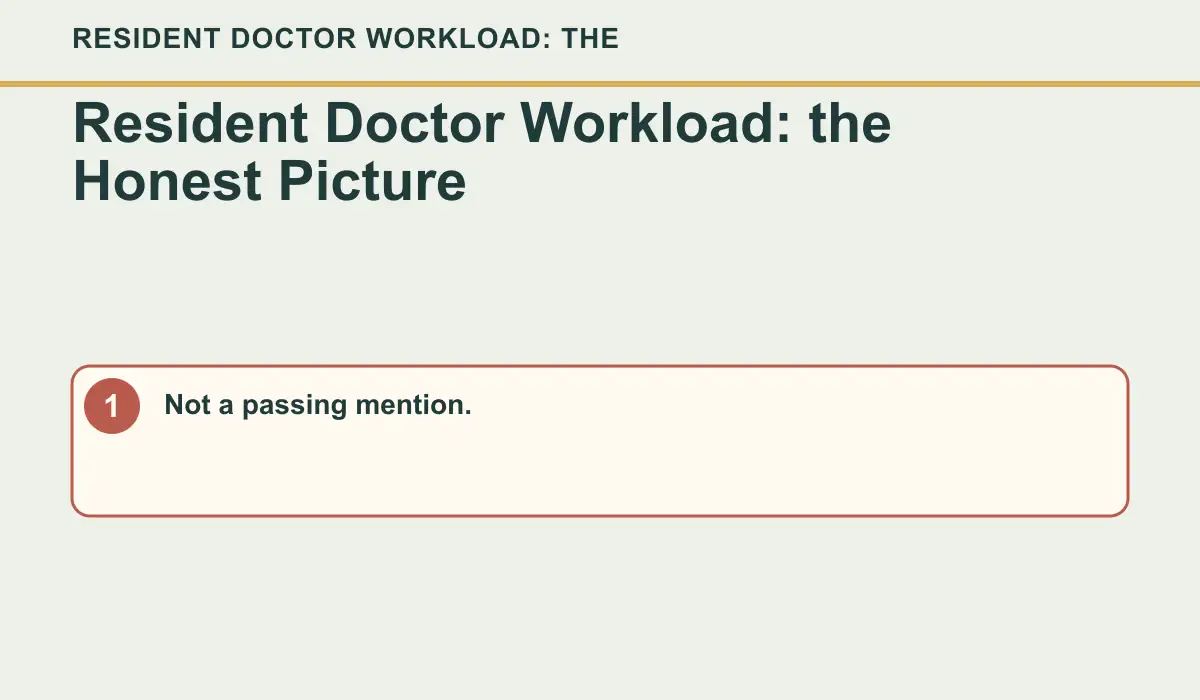 RESIDENT DOCTOR WORKLOAD: THE
Resident Doctor Workload: the
Honest Picture
1
Not a passing mention.